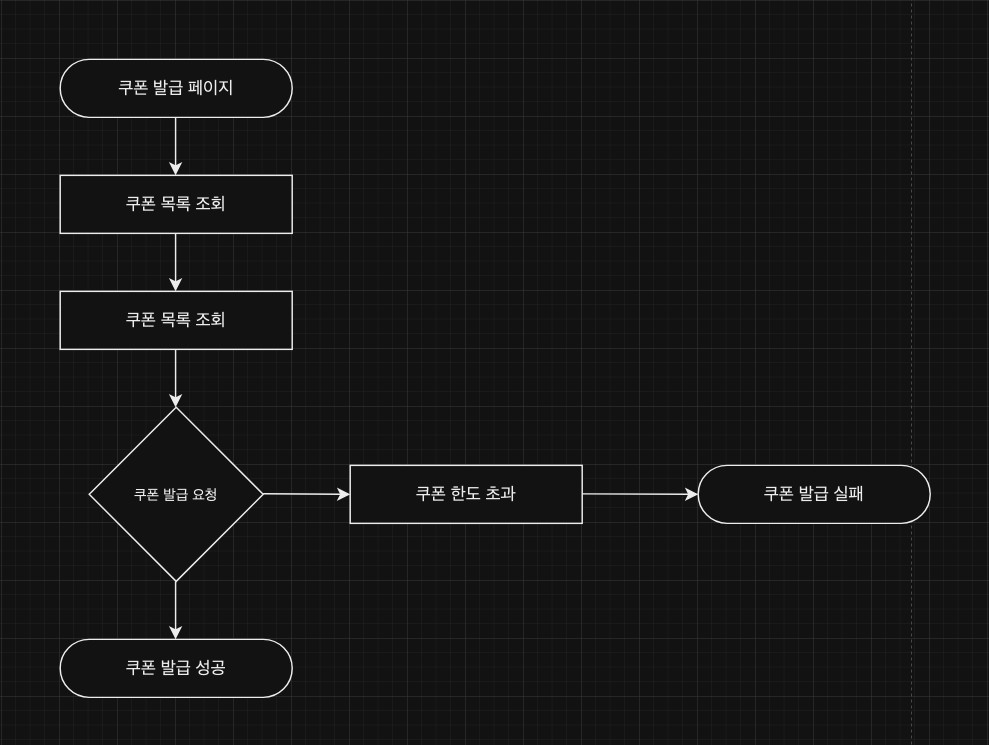 쿠폰 발급 페이지
쿠폰 목록 조회
쿠폰 목록 조회
쿠폰 발급 요청
쿠폰 한도 초과
쿠폰 발급 실패
쿠폰 발급 성공